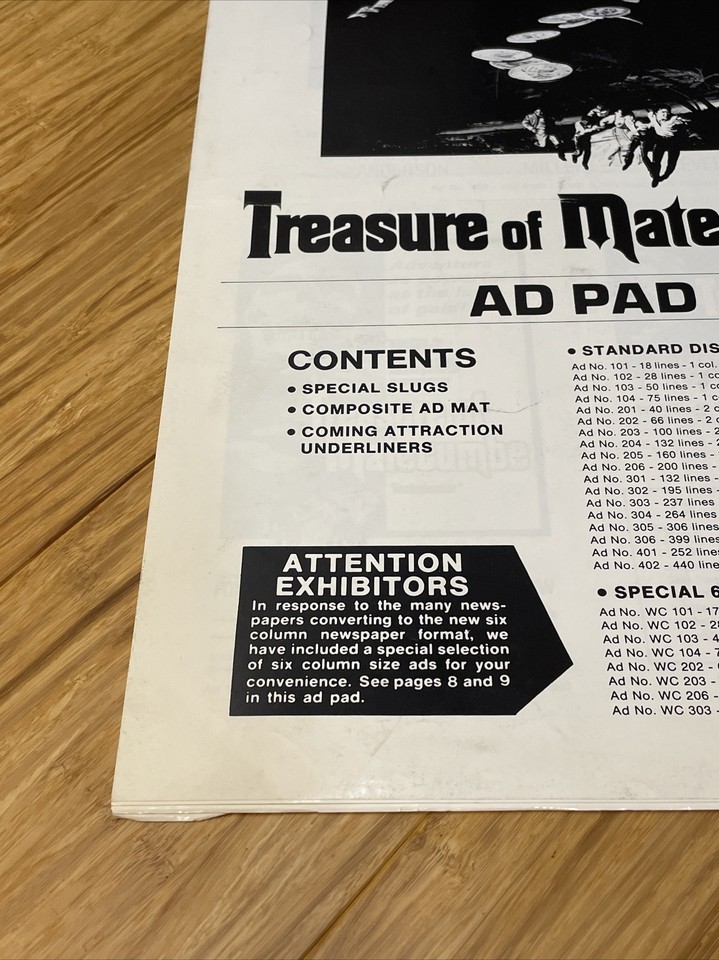 Treasure of Mate
AD PAD
CONTENTS
• SPECIAL SLUGS
• COMPOSITE AD MAT
• COMING ATTRACTION
UNDERLINERS
ATTENTION
EXHIBITORS
In response to the many news-
papers converting to the new six
column newspaper format, we
have included a special selection
of six column size ads for your
convenience. See pages 8 and 9
in this ad pad.
• STANDARD DIS
Ad No. 101 - 18 lines - 1 col.
Ad No. 102 - 28 lines - 1 co
Ad No. 103 - 50 lines - 1 c
Ad No. 104 - 75 lines - 1 c
Ad No. 201 - 40 lines - 2 c
Ad No. 202 - 66 lines - 2 c
Ad No. 203 - 100 lines - 2
Ad No. 204 - 132 lines - 2
Ad No. 205 - 160 lines -
Ad No. 206 - 200 lines -
Ad No. 301 - 132 lines -
Ad No. 302 - 195 lines -
Ad No. 303 - 237 lines
Ad No. 304 - 264 lines
Ad No. 305 - 306 lines
Ad No. 306 - 399 lines
Ad No. 401 - 252 lines
Ad No. 402 - 440 line
• SPECIAL 6
Ad No. WC 101 - 17
Ad No. WC 102 - 28
Ad No. WC 103 - 4
Ad No. WC 104 - 7
Ad No. WC 202 -
Ad No. WC 203 -
Ad No. WC 206 -
Ad No. WC 303 -